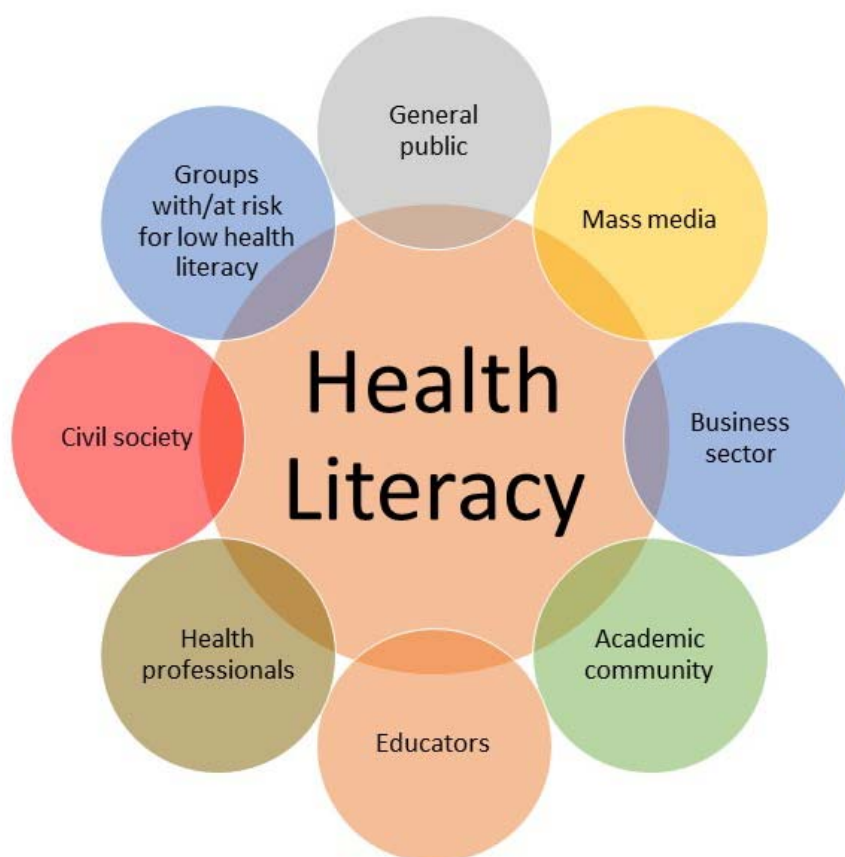 General
public
Mass media
Business
sector
Academic
community
Educators
Health
professionals
Civil society
Groups
with/at risk
for low health
literacy
Health
Literacy